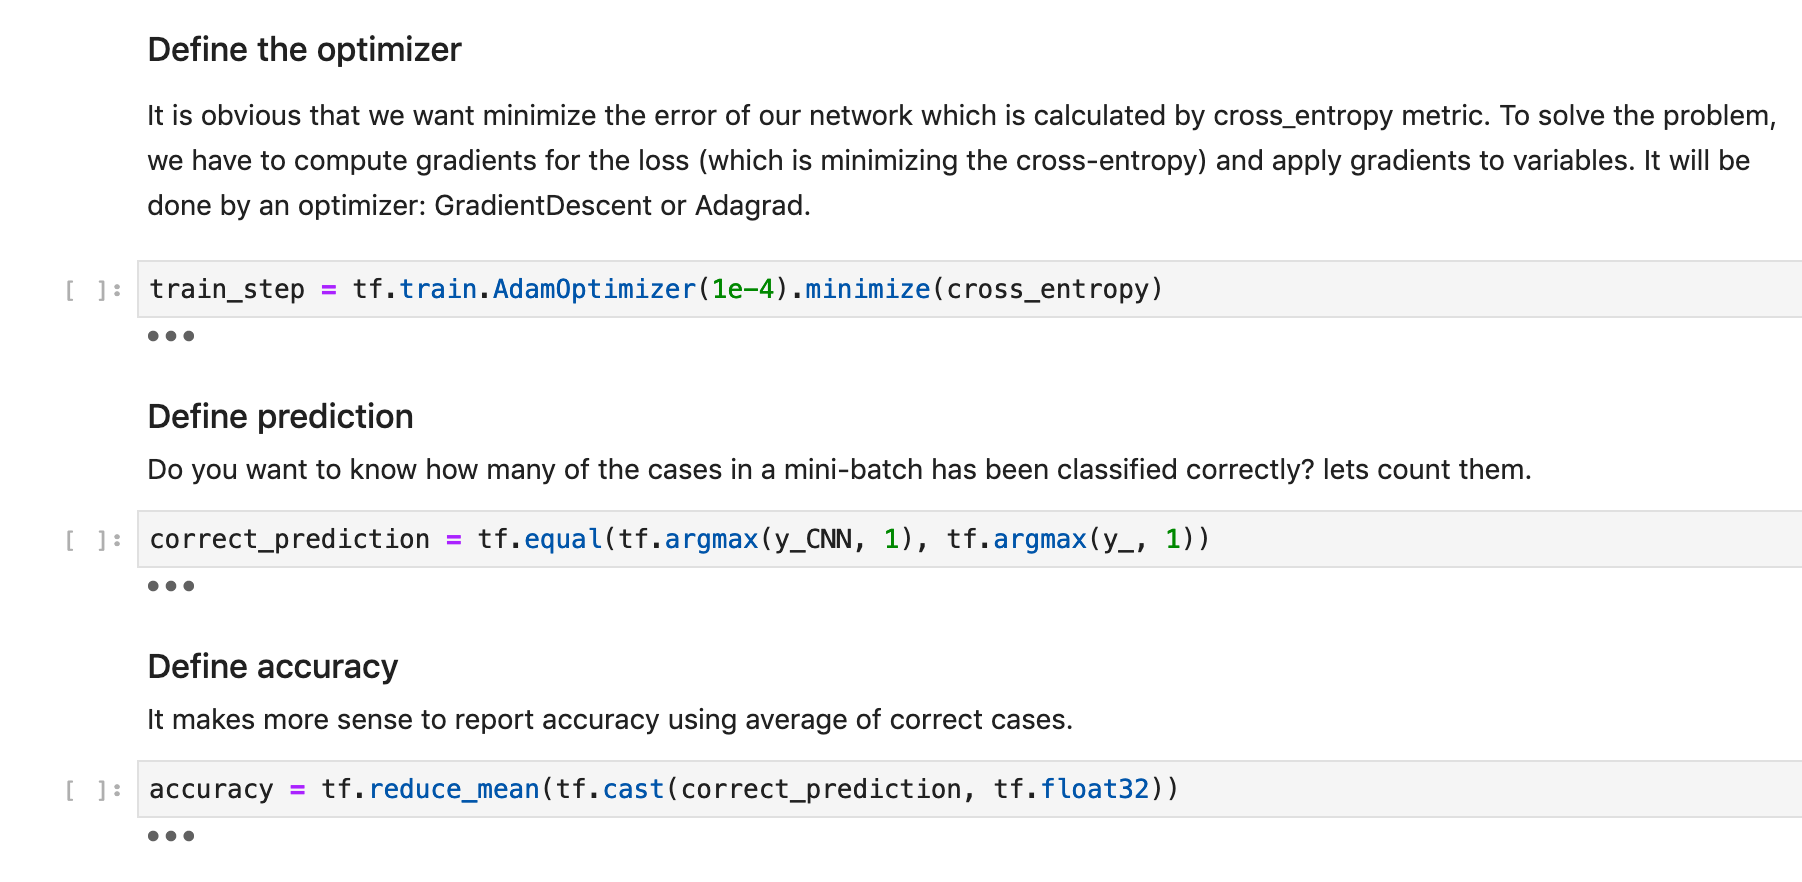 Define the optimizer
It is obvious that we want minimize the error of our network which is calculated by cross_entropy metric. To solve the problem,
we have to compute gradients for the loss (which is minimizing the cross-entropy) and apply gradients to variables. It will be
done by an optimizer: GradientDescent or Adagrad.
[ ]: train_step = tf.train.AdamOptimizer(1e-4).minimize(cross_entropy)
•••
Define prediction
Do you want to know how many of the cases in a mini-batch has been classified correctly? lets count them.
[ ]: correct_prediction = tf.equal(tf.argmax(y_CNN, 1), tf.argmax(y_, 1))
•••
Define accuracy
It makes more sense to report accuracy using average of correct cases.
[ ]: accuracy = tf.reduce_mean(tf.cast(correct_prediction, tf.float32))
•••